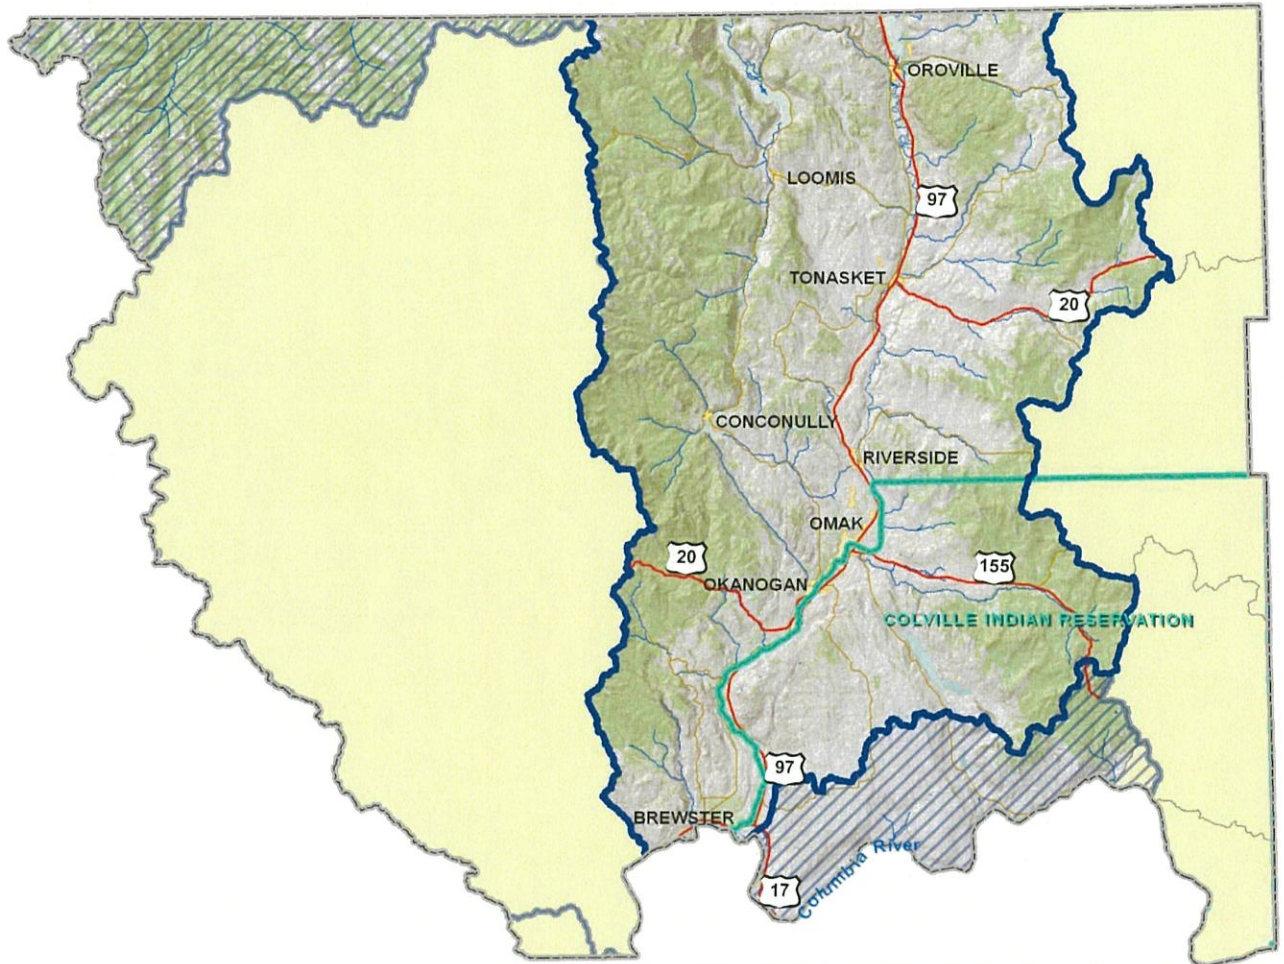 OROVILLE
LOOMIS
97
TONASKET
20
CONCONULLY
RIVERSIDE
OMAK
20
155
OKANOGAN
COLVILLE INDIAN RESERVATION
97
BREWSTER
Columbia River
17